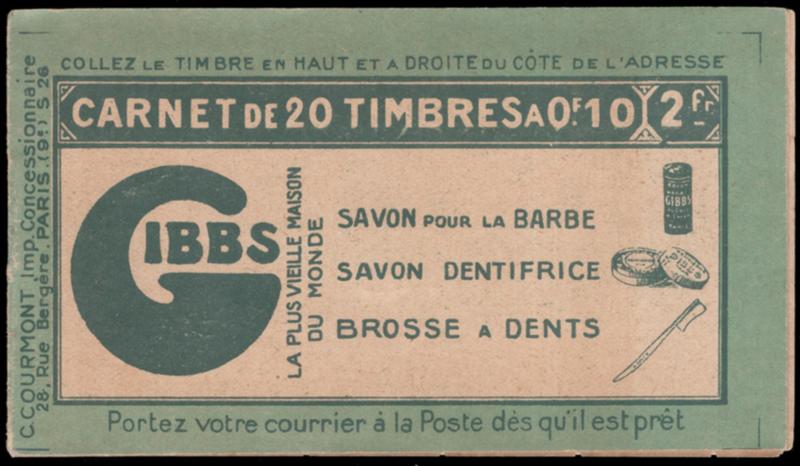 COLLEZ LE TIMBRE EN HAUT ET A DROITE DU CÔTE DE L'ADRESSE
CARNET DE 20 TIMBRES A 0F.10 2Fr
GIBBS
LA PLUS VIEILLE MAISON
DU MONDE
SAVON POUR LA BARBE
SAVON DENTIFRICE
BROSSE A DENTS
GIBBS
Portez votre courrier à la Poste dès qu'il est prêt
C. COURMONT Imp. Concessionnaire
28, Rue Bergère. PARIS. (9e) S 26